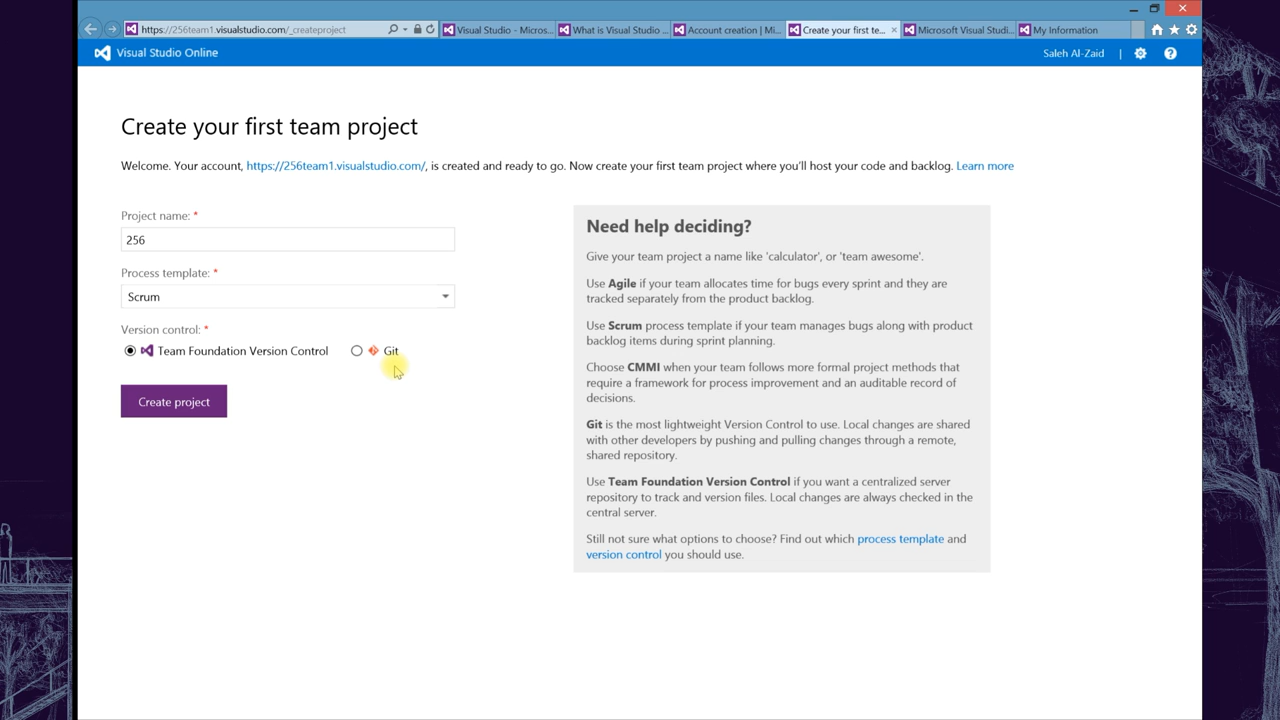 https://256team1.visualstudio.com/_createproject
Visual Studio - Micros...
What is Visual Studio ...
Account creation | Mi...
Create your first te...
Microsoft Visual Studi...
My Information
Visual Studio Online
Saleh Al-Zaid
Create your first team project
Welcome. Your account, https://256team1.visualstudio.com/, is created and ready to go. Now create your first team project where you'll host your code and backlog. Learn more
Project name: *
256
Process template: *
Scrum
Version control: *
Team Foundation Version Control
Git
Create project
Need help deciding?
Give your team project a name like 'calculator', or 'team awesome'.
Use Agile if your team allocates time for bugs every sprint and they are
tracked separately from the product backlog.
Use Scrum process template if your team manages bugs along with product
backlog items during sprint planning.
Choose CMMI when your team follows more formal project methods that
require a framework for process improvement and an auditable record of
decisions.
Git is the most lightweight Version Control to use. Local changes are shared
with other developers by pushing and pulling changes through a remote,
shared repository.
Use Team Foundation Version Control if you want a centralized server
repository to track and version files. Local changes are always checked in the
central server.
Still not sure what options to choose? Find out which process template and
version control you should use.